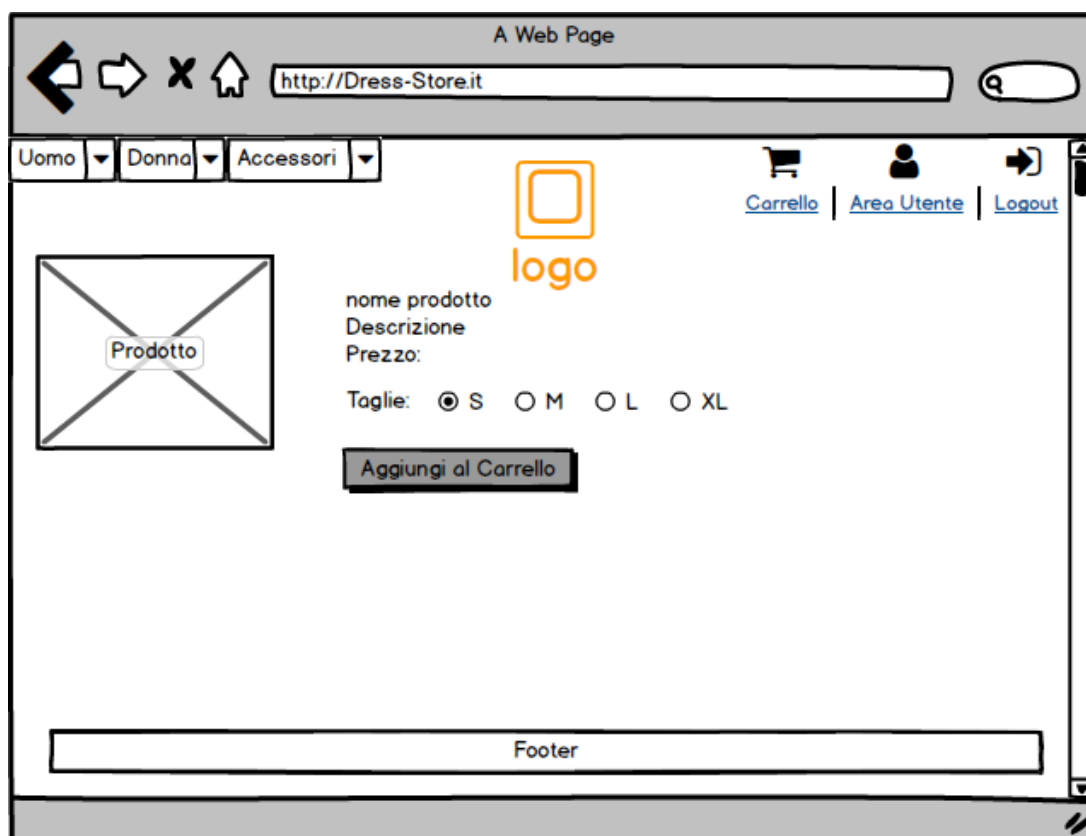 A Web Page
http://Dress-Store.it
Uomo Donna Accessori
Carrello Area Utente Logout
logo
Prodotto
nome prodotto
Descrizione
Prezzo:
Taglie: S M L XL
Aggiungi al Carrello
Footer